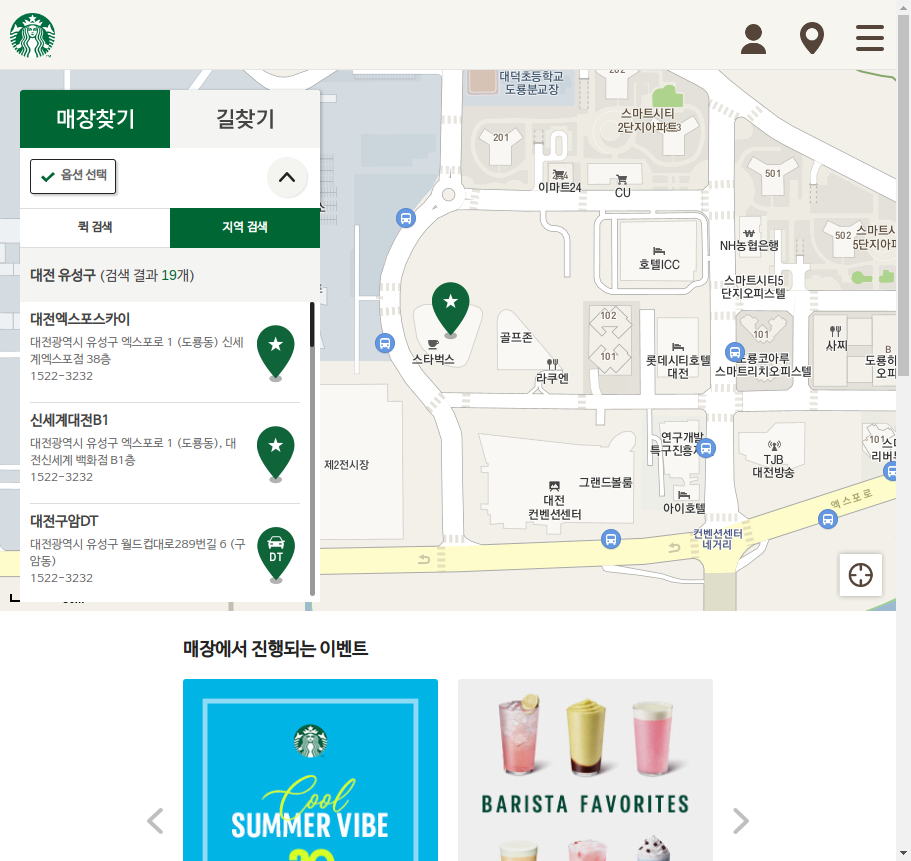 매장찾기
길찾기
옵션 선택
퀵 검색
지역 검색
대전 유성구 (검색 결과 19개)
대전엑스포스카이
대전광역시 유성구 엑스포로 1 (도룡동) 신세
계엑스포점 38층
1522-3232
신세계대전B1
대전광역시 유성구 엑스포로 1 (도룡동), 대
전신세계 백화점 B1층
1522-3232
대전구암DT
대전광역시 유성구 월드컵대로289번길 6 (구
암동)
1522-3232
DT
대덕초등학교
도룡분교장
202
스마트시티
2단지아파트
201
이마트24
CU
501
502
스마트시
5단지아파
NH농협은행
호텔ICC
스마트시티5
단지오피스텔
102
101
골프존
스타벅스
라쿠엔
롯데시티호텔
대전
101
도룡코아루
스마트리치오피스텔
사찌
B
도룡하
오피
제2전시장
연구개발
특구진흥재
TJB
대전방송
101
스마
리버
그랜드볼룸
대전
컨벤션센터
아이호텔
컨벤션센터
네거리
엑스포로
매장에서 진행되는 이벤트
Cool
SUMMER VIBE
20
BARISTA FAVORITES